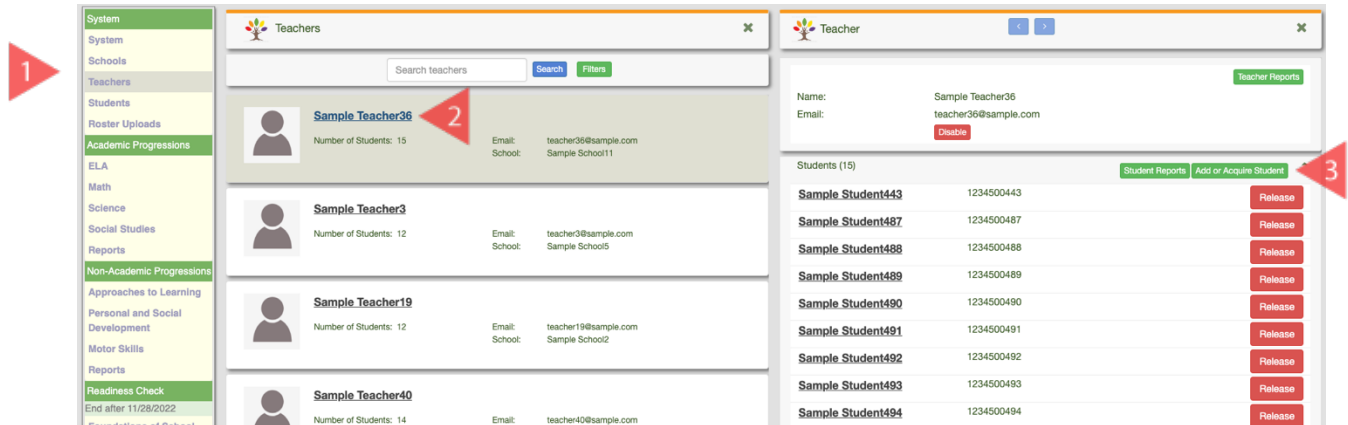 System
System
Schools
1
Teachers
Students
Roster Uploads
Academic Progressions
ELA
Math
Science
Social Studies
Reports
Non-Academic Progressions
Approaches to Learning
Personal and Social
Development
Motor Skills
Reports
Readiness Check
End after 11/28/2022
Foundations of School
Teachers
Search teachers Search Filters
Sample Teacher36 2
Number of Students: 15 Email: teacher36@sample.com
School: Sample School11
Sample Teacher3
Number of Students: 12 Email: teacher3@sample.com
School: Sample School5
Sample Teacher19
Number of Students: 12 Email: teacher19@sample.com
School: Sample School2
Sample Teacher40
Number of Students: 14 Email: teacher40@sample.com
Teacher < >
Teacher Reports
Name: Sample Teacher36
Email: teacher36@sample.com
Disable
Students (15) Student Reports Add or Acquire Student 3
Sample Student443 1234500443 Release
Sample Student487 1234500487 Release
Sample Student488 1234500488 Release
Sample Student489 1234500489 Release
Sample Student490 1234500490 Release
Sample Student491 1234500491 Release
Sample Student492 1234500492 Release
Sample Student493 1234500493 Release
Sample Student494 1234500494 Release